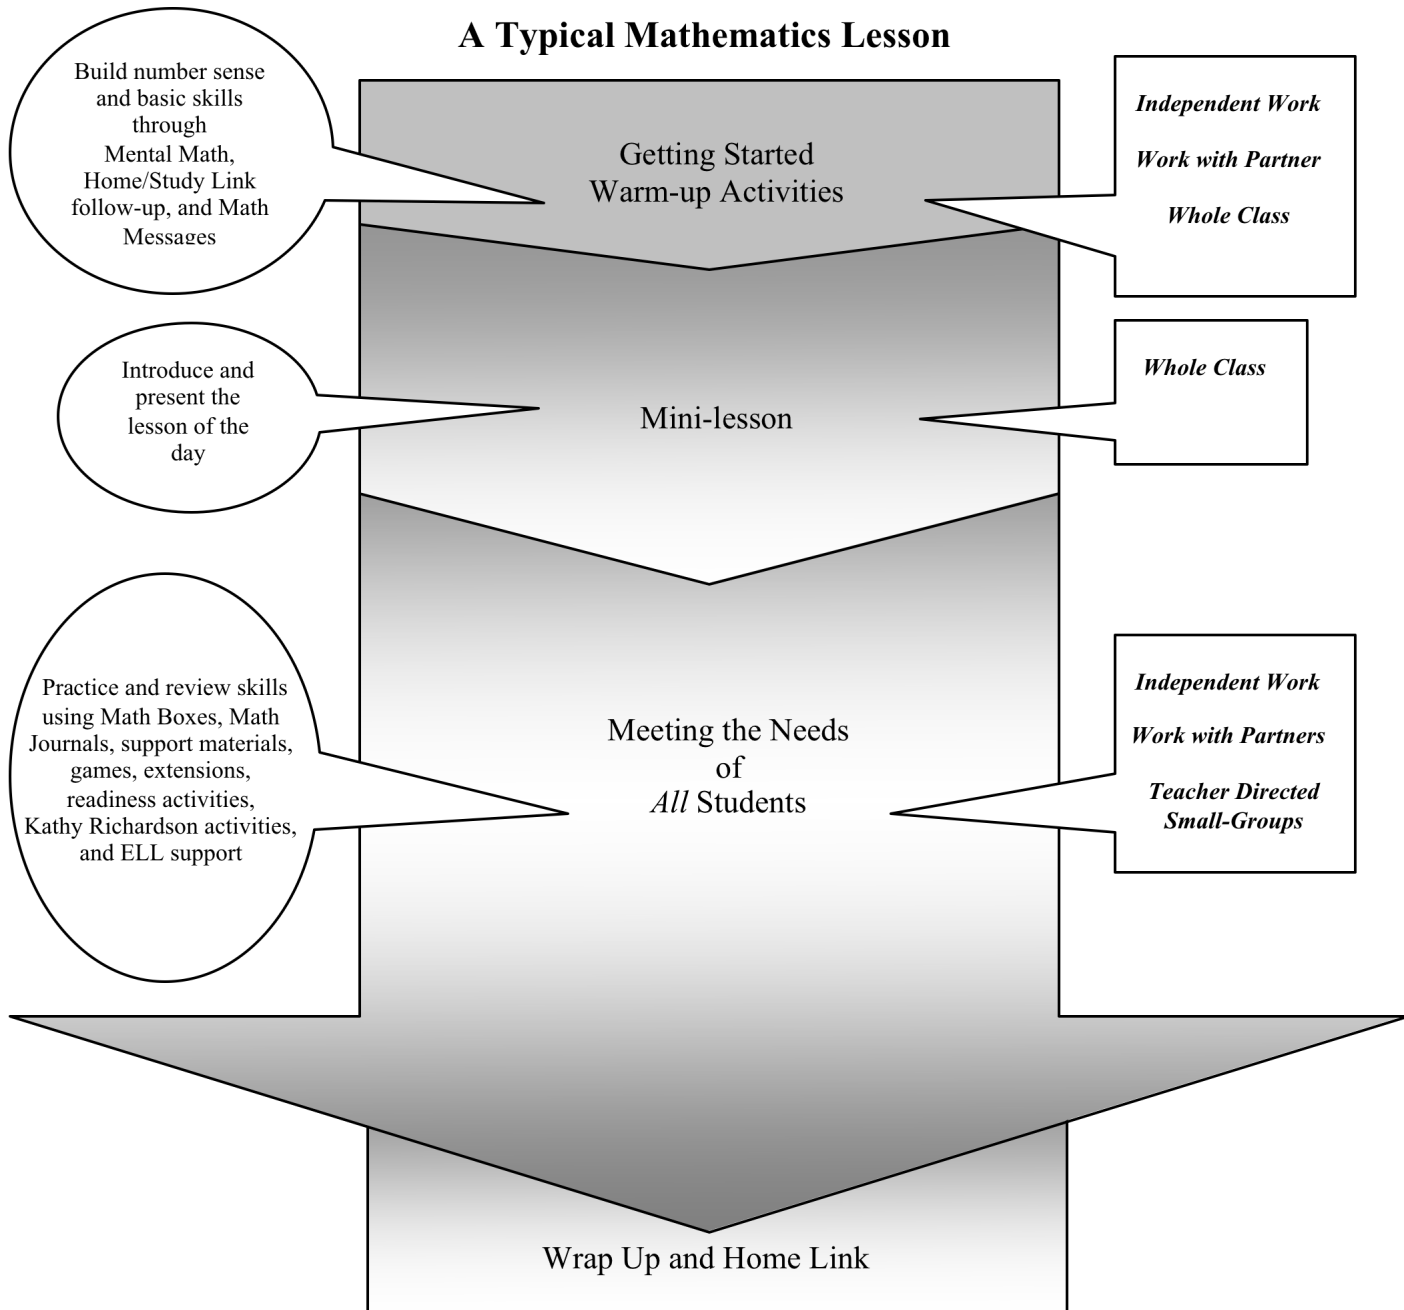 A Typical Mathematics Lesson
Build number sense
and basic skills
through
Mental Math,
Home/Study Link
follow-up, and Math
Messages
Getting Started
Warm-up Activities
Independent Work
Work with Partner
Whole Class
Introduce and
present the
lesson of the
day
Mini-lesson
Whole Class
Practice and review skills
using Math Boxes, Math
Journals, support materials,
games, extensions,
readiness activities,
Kathy Richardson activities,
and ELL support
Meeting the Needs
of
All Students
Independent Work
Work with Partners
Teacher Directed
Small-Groups
Wrap Up and Home Link